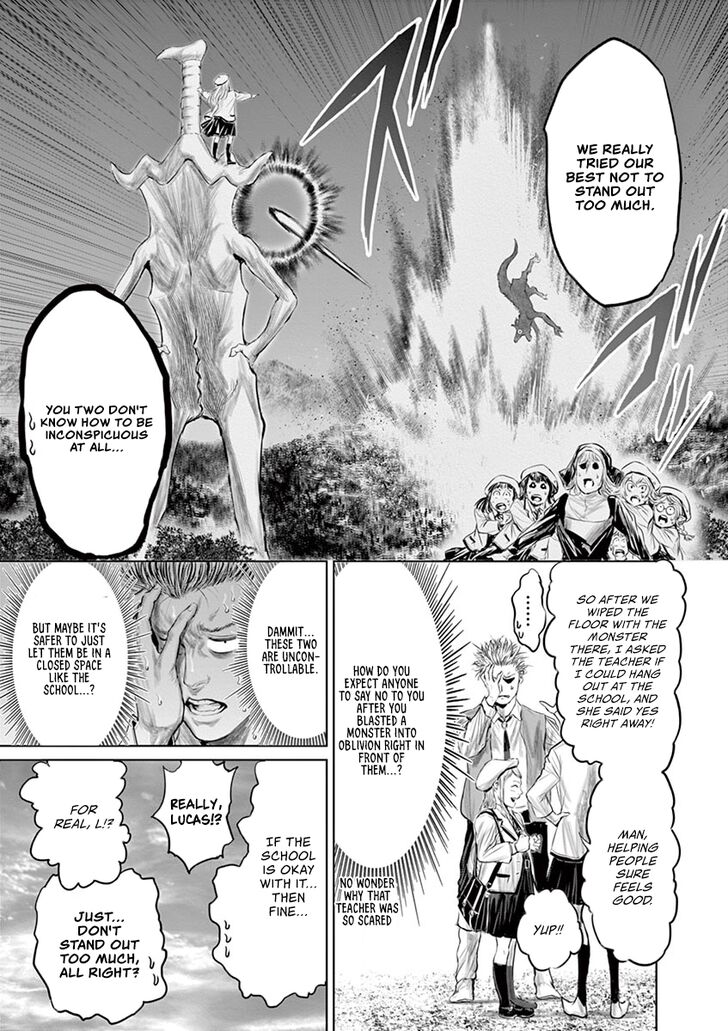 WE REALLY
TRIED OUR
BEST NOT TO
STAND OUT
TOO MUCH.
YOU TWO DON'T
KNOW HOW TO BE
INCONSPICUOUS
AT ALL...
SO AFTER WE
WIPED THE
FLOOR WITH THE
MONSTER
THERE, I ASKED
THE TEACHER IF
I COULD HANG
OUT AT THE
SCHOOL, AND
SHE SAID YES
RIGHT AWAY!
......
MAN,
HELPING
PEOPLE
SURE
FEELS
GOOD.
YUP!!
HOW DO YOU
EXPECT ANYONE
TO SAY NO TO YOU
AFTER YOU
BLASTED A
MONSTER INTO
OBLIVION RIGHT IN
FRONT OF
THEM...?
NO WONDER
WHY THAT
TEACHER WAS
SO SCARED
DAMMIT...
THESE TWO
ARE UNCON-
TROLLABLE.
BUT MAYBE IT'S
SAFER TO JUST
LET THEM BE IN A
CLOSED SPACE
LIKE THE
SCHOOL...?
IF THE
SCHOOL IS
OKAY
WITH IT...
THEN
FINE...
REALLY,
LUCAS!?
FOR
REAL, L!?
JUST...
DON'T
STAND OUT
TOO MUCH,
ALL RIGHT?